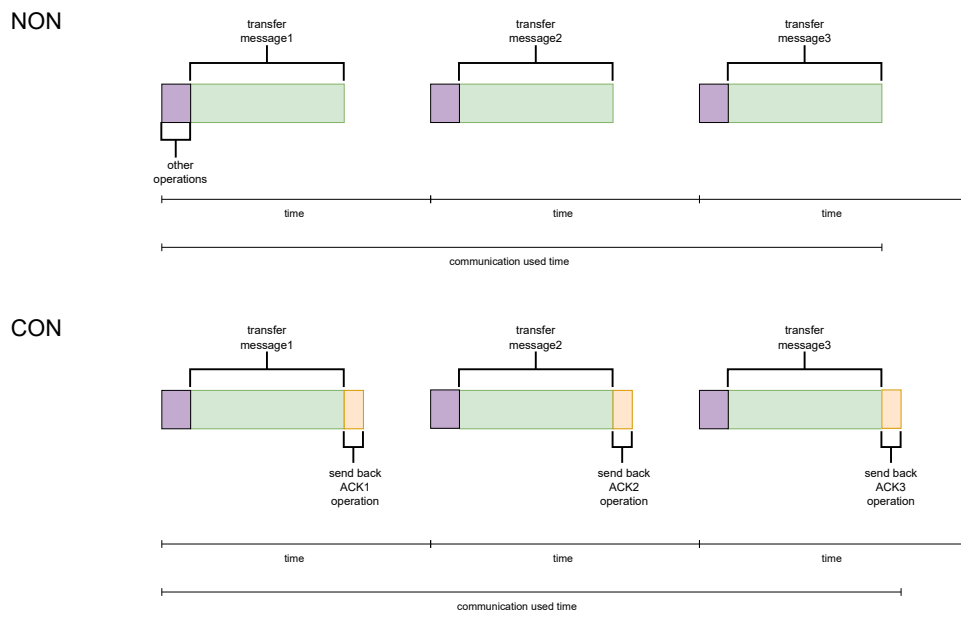 NON
transfer
message1
transfer
message2
transfer
message3
other
operations
time
time
time
communication used time
CON
transfer
message1
transfer
message2
transfer
message3
send back
ACK1
operation
send back
ACK2
operation
send back
ACK3
operation
time
time
time
communication used time